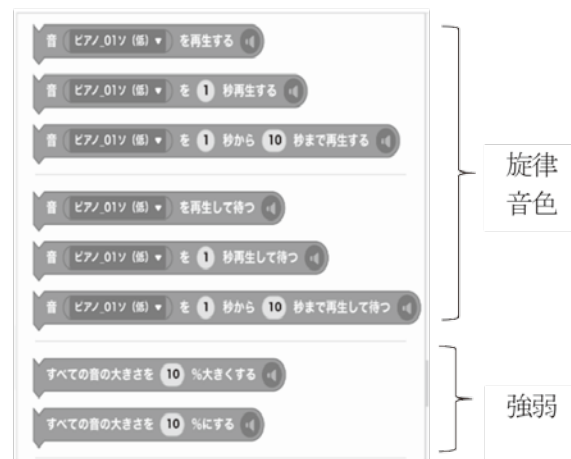 音 ピアノ_01ソ (低) ▼ を再生する
音 ピアノ_01ソ (低) ▼ を 1 秒再生する
音 ピアノ_01ソ (低) ▼ を 1 秒から 10 秒まで再生する
音 ピアノ_01ソ (低) ▼ を再生して待つ
音 ピアノ_01ソ (低) ▼ を 1 秒再生して待つ
音 ピアノ_01ソ (低) ▼ を 1 秒から 10 秒まで再生して待つ
旋律
音色
すべての音の大きさを 10 %大きくする
すべての音の大きさを 10 %にする
強弱